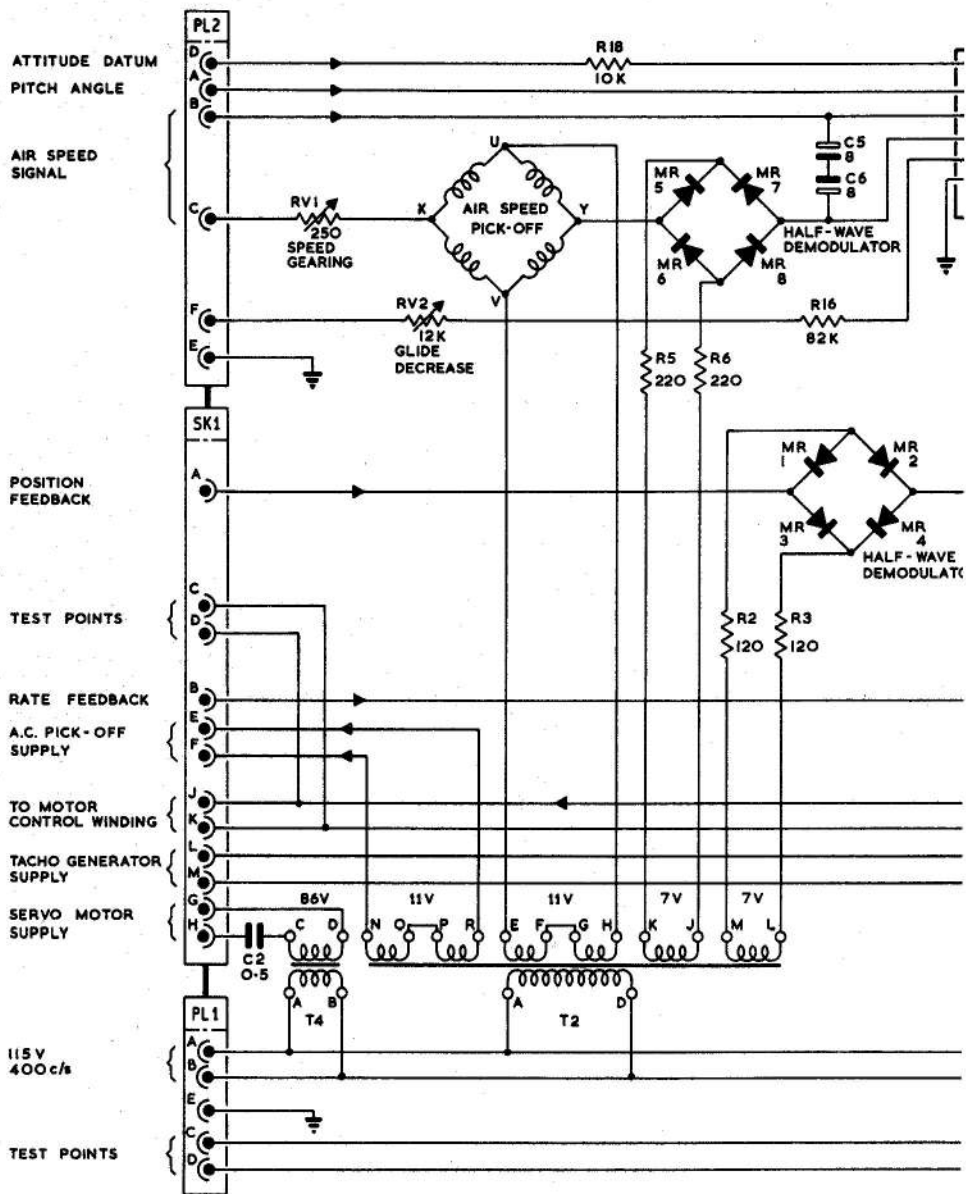 PL2
D
ATTITUDE DATUM
A
PITCH ANGLE
B
AIR SPEED
SIGNAL
C
F
E
R18
10K
U
K
Y
V
AIR SPEED
PICK-OFF
RV1
250
SPEED
GEARING
RV2
12K
GLIDE
DECREASE
MR
5
MR
7
MR
6
MR
8
HALF-WAVE
DEMODULATOR
C5
8
C6
8
R16
82K
R5
220
R6
220
SK1
A
POSITION
FEEDBACK
MR
1
MR
2
MR
3
MR
4
HALF-WAVE
DEMODULATO
R2
120
R3
120
C
D
TEST POINTS
B
RATE FEEDBACK
E
F
A.C. PICK-OFF
SUPPLY
J
K
TO MOTOR
CONTROL WINDING
L
M
TACHO GENERATOR
SUPPLY
G
H
SERVO MOTOR
SUPPLY
C2
0·5
86V
11V
11V
7V
7V
C D N O P R E F G H K J M L
A B
T4
A D
T2
PL1
A
B
115V
400c/s
E
C
D
TEST POINTS